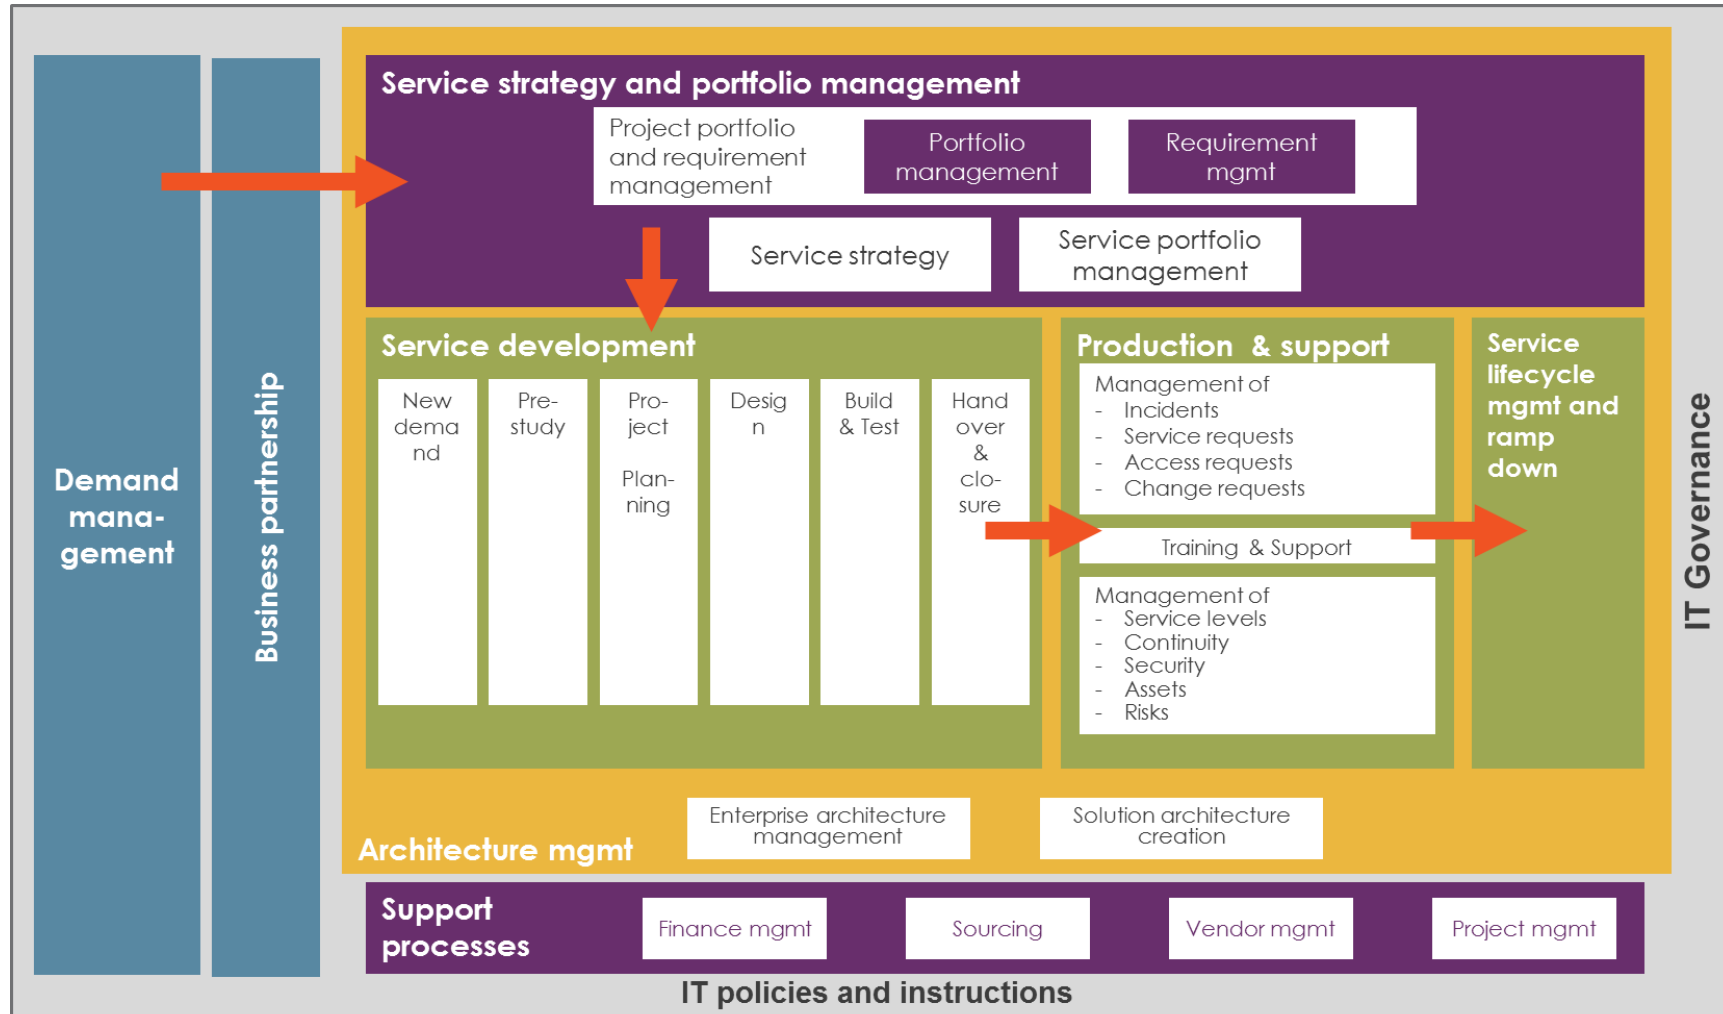 Demand
mana-
gement
Business partnership
Service strategy and portfolio management
Project portfolio
and requirement
management
Portfolio
management
Requirement
mgmt
Service strategy
Service portfolio
management
Service development
New
dema
nd
Pre-
study
Pro-
ject
Plan-
ning
Desig
n
Build
& Test
Hand
over
&
clo-
sure
Production & support
Management of
- Incidents
- Service requests
- Access requests
- Change requests
Training & Support
Management of
- Service levels
- Continuity
- Security
- Assets
- Risks
Service
lifecycle
mgmt and
ramp
down
Architecture mgmt
Enterprise architecture
management
Solution architecture
creation
Support
processes
Finance mgmt
Sourcing
Vendor mgmt
Project mgmt
IT policies and instructions
IT Governance